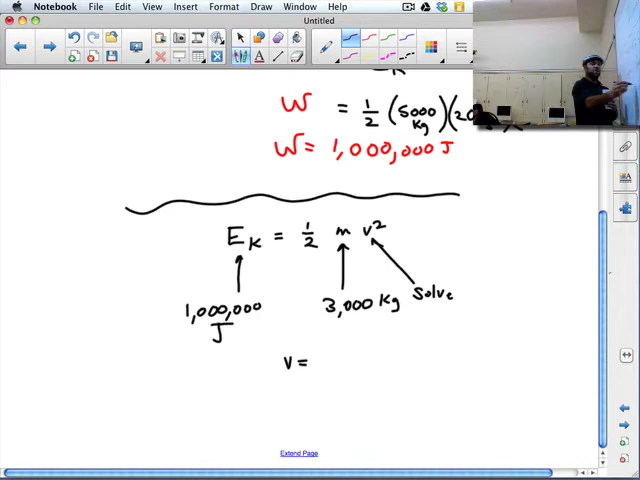 Notebook File Edit View Insert Format Tools Draw Window Help
Untitled
W = 1/2 (5000 Kg)(20
W = 1,000,000 J
E K = 1/2 m v²
1,000,000 J
3,000 Kg
Solve
v =
Extend Page